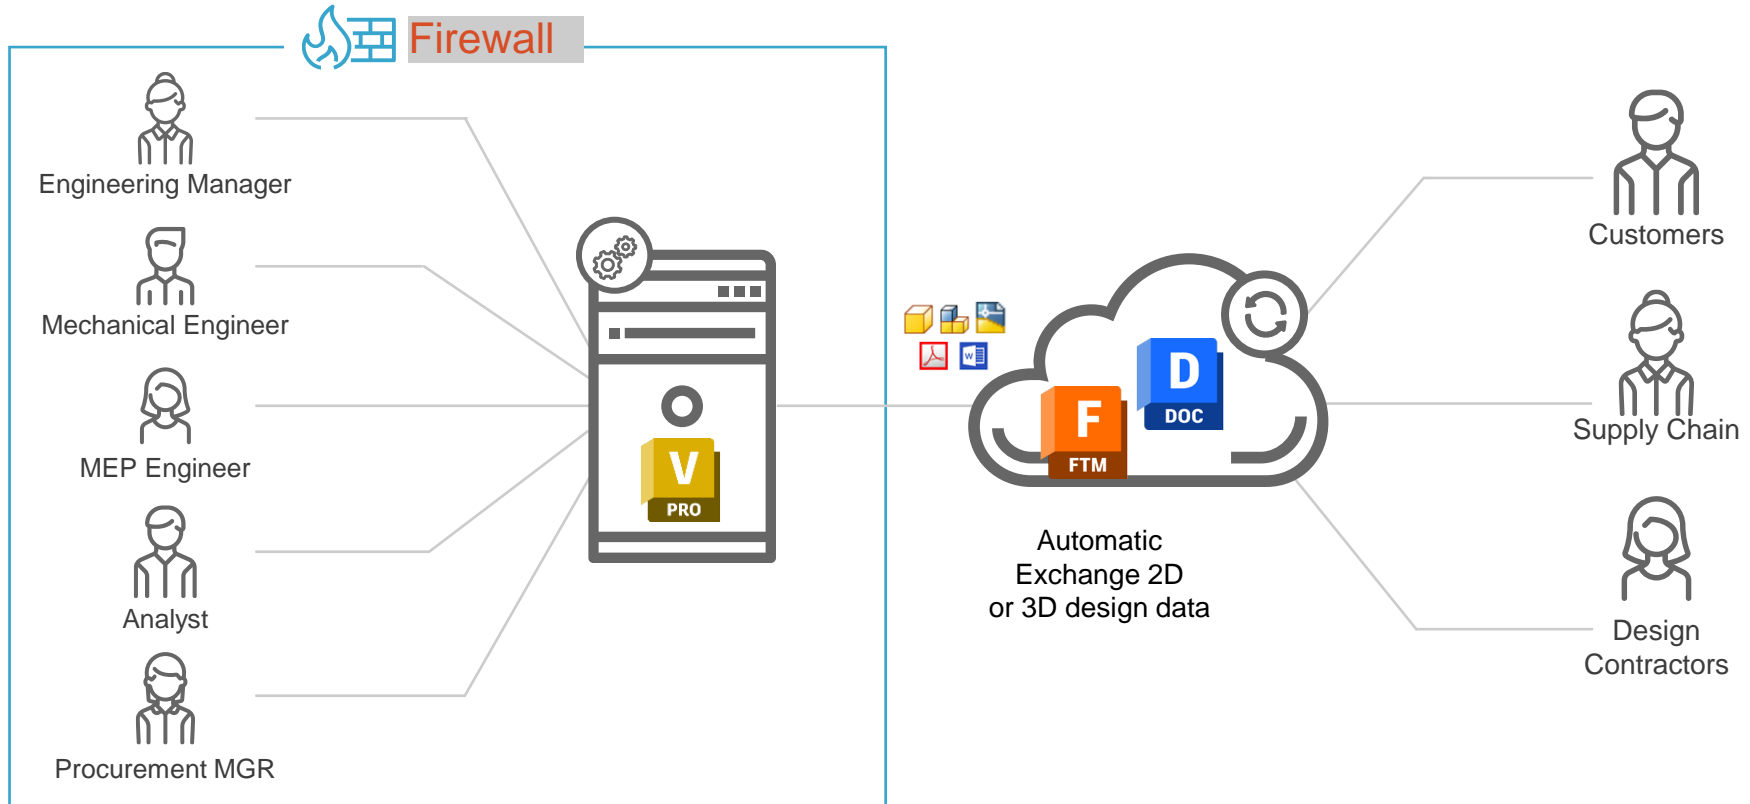 Firewall
Engineering Manager
Mechanical Engineer
MEP Engineer
Analyst
Procurement MGR
V
PRO
W
F
FTM
D
DOC
Automatic
Exchange 2D
or 3D design data
Customers
Supply Chain
Design
Contractors